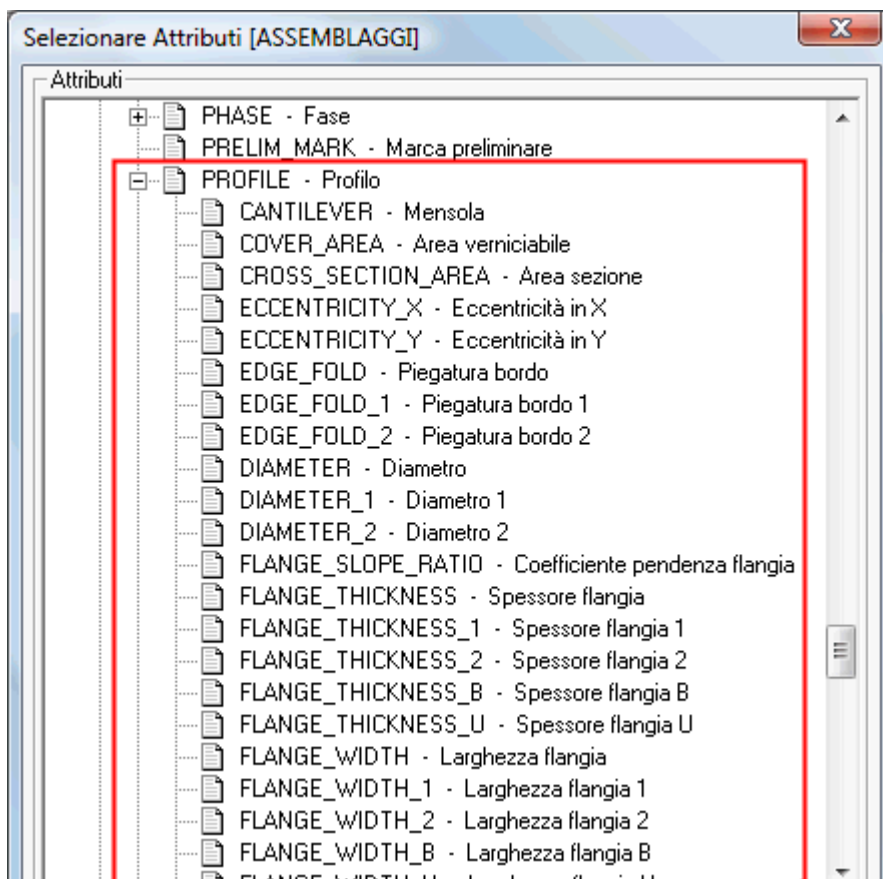 Selezionare Attributi [ASSEMBLAGGI]
Attributi
PHASE - Fase
PRELIM_MARK - Marca preliminare
PROFILE - Profilo
CANTILEVER - Mensola
COVER_AREA - Area verniciabile
CROSS_SECTION_AREA - Area sezione
ECCENTRICITY_X - Eccentricità in X
ECCENTRICITY_Y - Eccentricità in Y
EDGE_FOLD - Piegatura bordo
EDGE_FOLD_1 - Piegatura bordo 1
EDGE_FOLD_2 - Piegatura bordo 2
DIAMETER - Diametro
DIAMETER_1 - Diametro 1
DIAMETER_2 - Diametro 2
FLANGE_SLOPE_RATIO - Coefficiente pendenza flangia
FLANGE_THICKNESS - Spessore flangia
FLANGE_THICKNESS_1 - Spessore flangia 1
FLANGE_THICKNESS_2 - Spessore flangia 2
FLANGE_THICKNESS_B - Spessore flangia B
FLANGE_THICKNESS_U - Spessore flangia U
FLANGE_WIDTH - Larghezza flangia
FLANGE_WIDTH_1 - Larghezza flangia 1
FLANGE_WIDTH_2 - Larghezza flangia 2
FLANGE_WIDTH_B - Larghezza flangia B